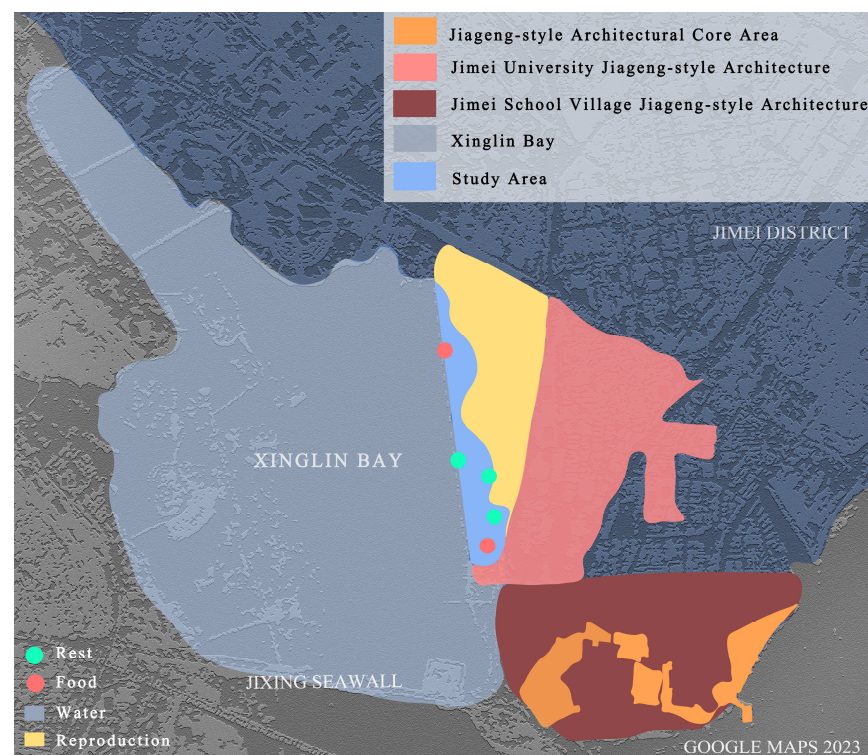 Jiageng-style Architectural Core Area
Jimei University Jiageng-style Architecture
Jimei School Village Jiageng-style Architecture
Xinglin Bay
Study Area
JIMEI DISTRICT
XINGLIN BAY
Rest
Food
JIXING SEAWALL
Water
Reproduction
GOOGLE MAPS 2023